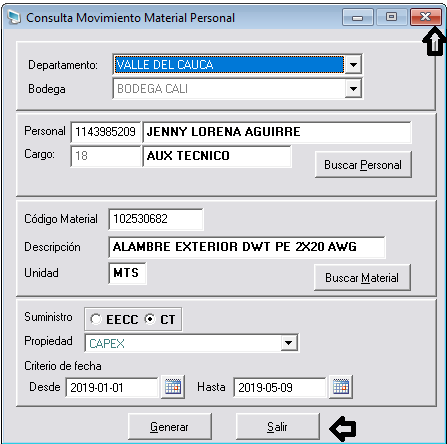 Consulta Movimiento Material Personal
Departamento: VALLE DEL CAUCA
Bodega BODEGA CALI
Personal 1143985209 JENNY LORENA AGUIRRE
Cargo: 18 AUX TECNICO
Buscar Personal
Código Material 102530682
Descripción ALAMBRE EXTERIOR DWT PE 2X20 AWG
Unidad MTS
Buscar Material
Suministro EECC CT
Propiedad CAPEX
Criterio de fecha
Desde 2019-01-01 Hasta 2019-05-09
Generar Salir